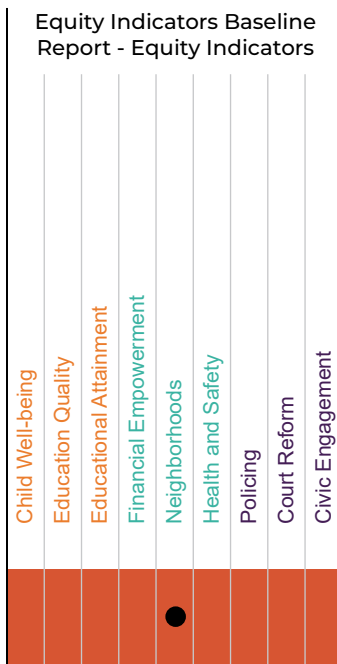 Equity Indicators Baseline
Report - Equity Indicators
Child Well-being
Education Quality
Educational Attainment
Financial Empowerment
Neighborhoods
Health and Safety
Policing
Court Reform
Civic Engagement